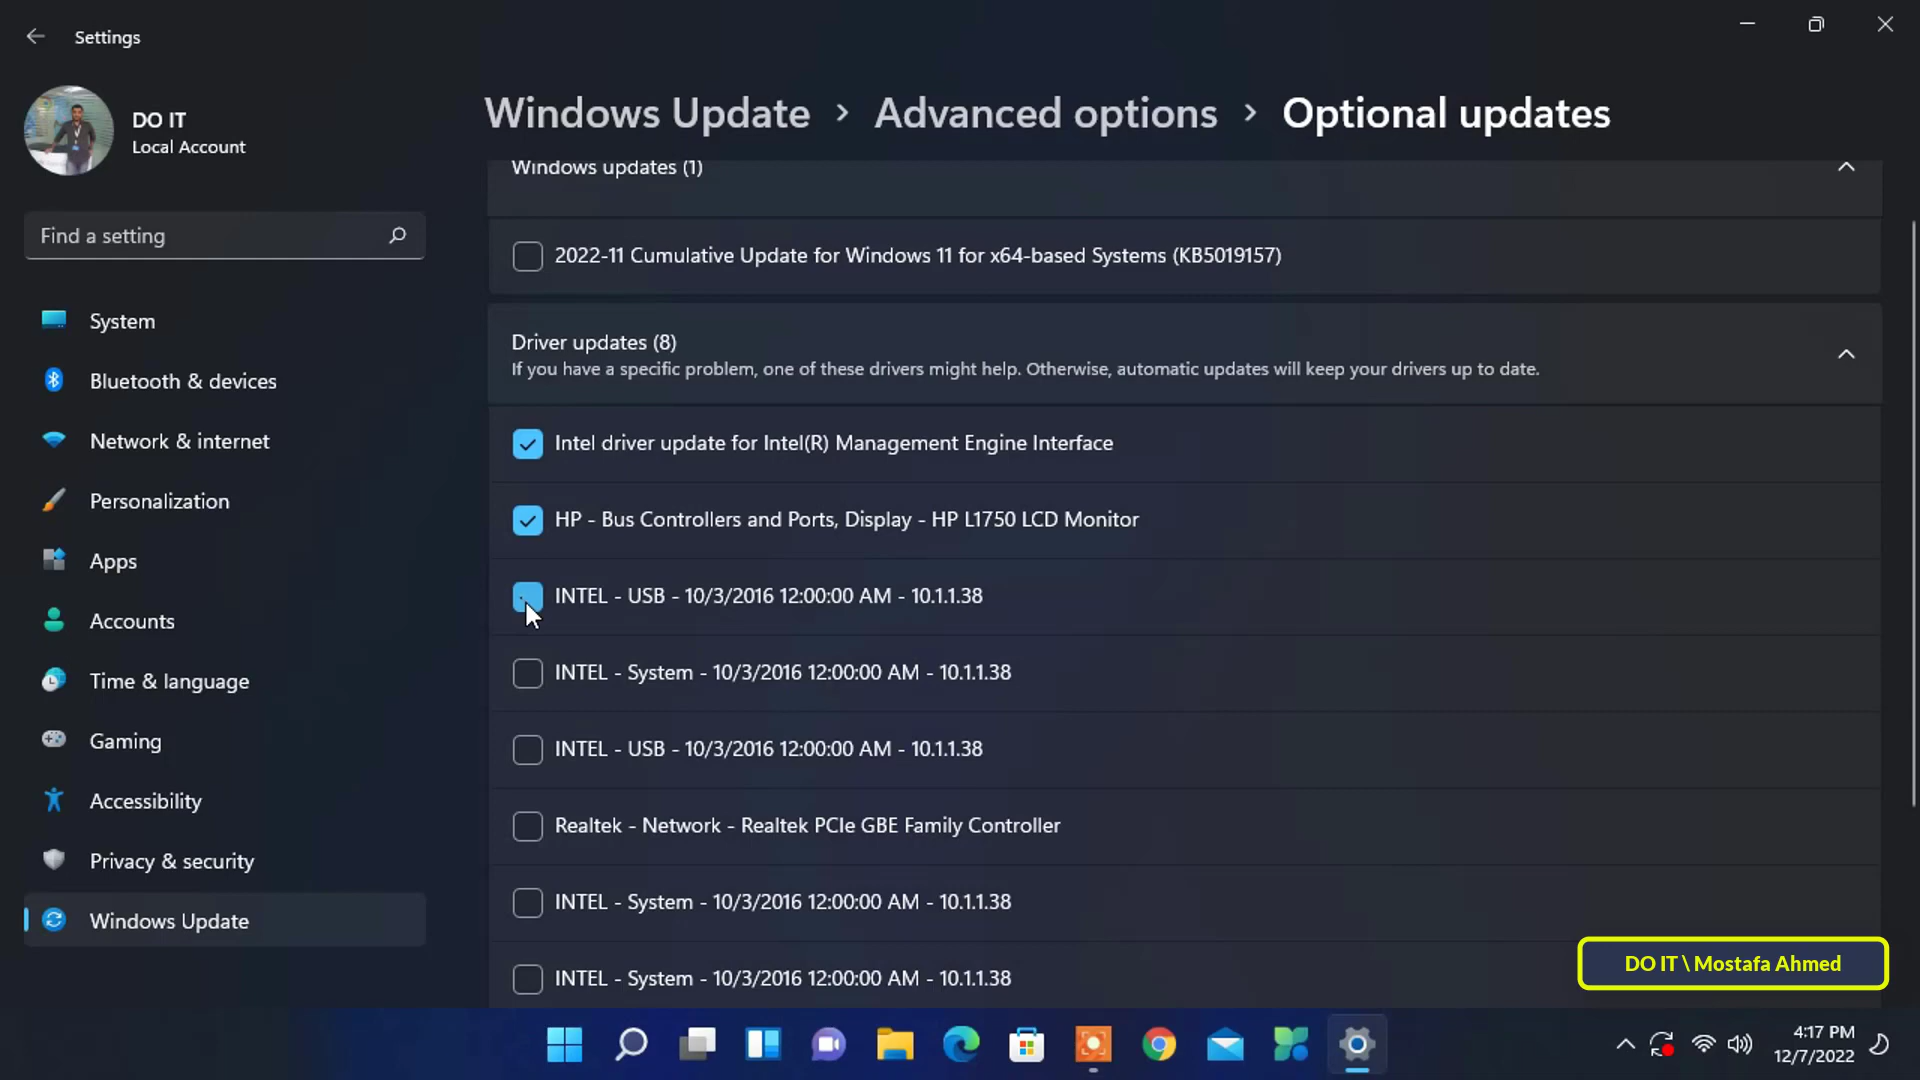 Settings
DO IT
Local Account
Find a setting
System
Bluetooth & devices
Network & internet
Personalization
Apps
Accounts
Time & language
Gaming
Accessibility
Privacy & security
Windows Update
Windows Update > Advanced options > Optional updates
Windows updates (1)
2022-11 Cumulative Update for Windows 11 for x64-based Systems (KB5019157)
Driver updates (8)
If you have a specific problem, one of these drivers might help. Otherwise, automatic updates will keep your drivers up to date.
Intel driver update for Intel(R) Management Engine Interface
HP - Bus Controllers and Ports, Display - HP L1750 LCD Monitor
INTEL - USB - 10/3/2016 12:00:00 AM - 10.1.1.38
INTEL - System - 10/3/2016 12:00:00 AM - 10.1.1.38
INTEL - USB - 10/3/2016 12:00:00 AM - 10.1.1.38
Realtek - Network - Realtek PCIe GBE Family Controller
INTEL - System - 10/3/2016 12:00:00 AM - 10.1.1.38
INTEL - System - 10/3/2016 12:00:00 AM - 10.1.1.38
DO IT \ Mostafa Ahmed
4:17 PM
12/7/2022